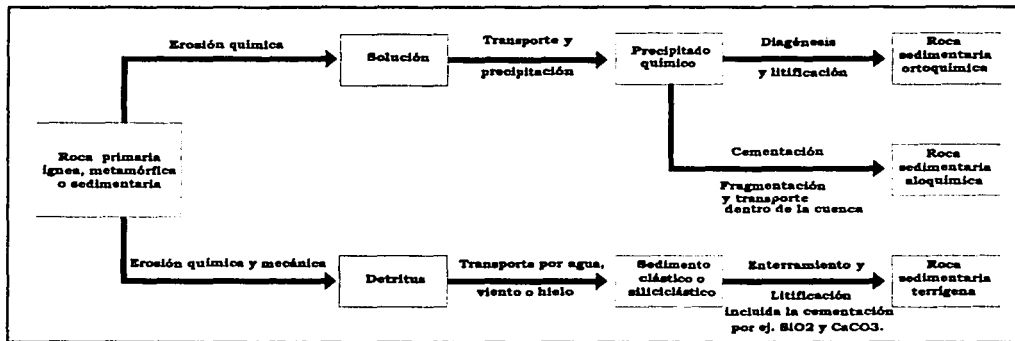 Erosión química
Solución
Transporte y
precipitación
Precipitado
químico
Diagénesis
y litificación
Roca
sedimentaria
ortoquímica
Roca primaria
ígnea, metamórfica
o sedimentaria
Cementación
Fragmentación
y transporte
dentro de la cuenca
Roca
sedimentaria
aloquímica
Erosión química y mecánica
Detritus
Transporte por agua,
viento o hielo
Sedimento
clástico o
siliciclástico
Enterramiento y
Litificación
incluida la cementación
por ej. SiO2 y CaCO3.
Roca
sedimentaria
terrígena